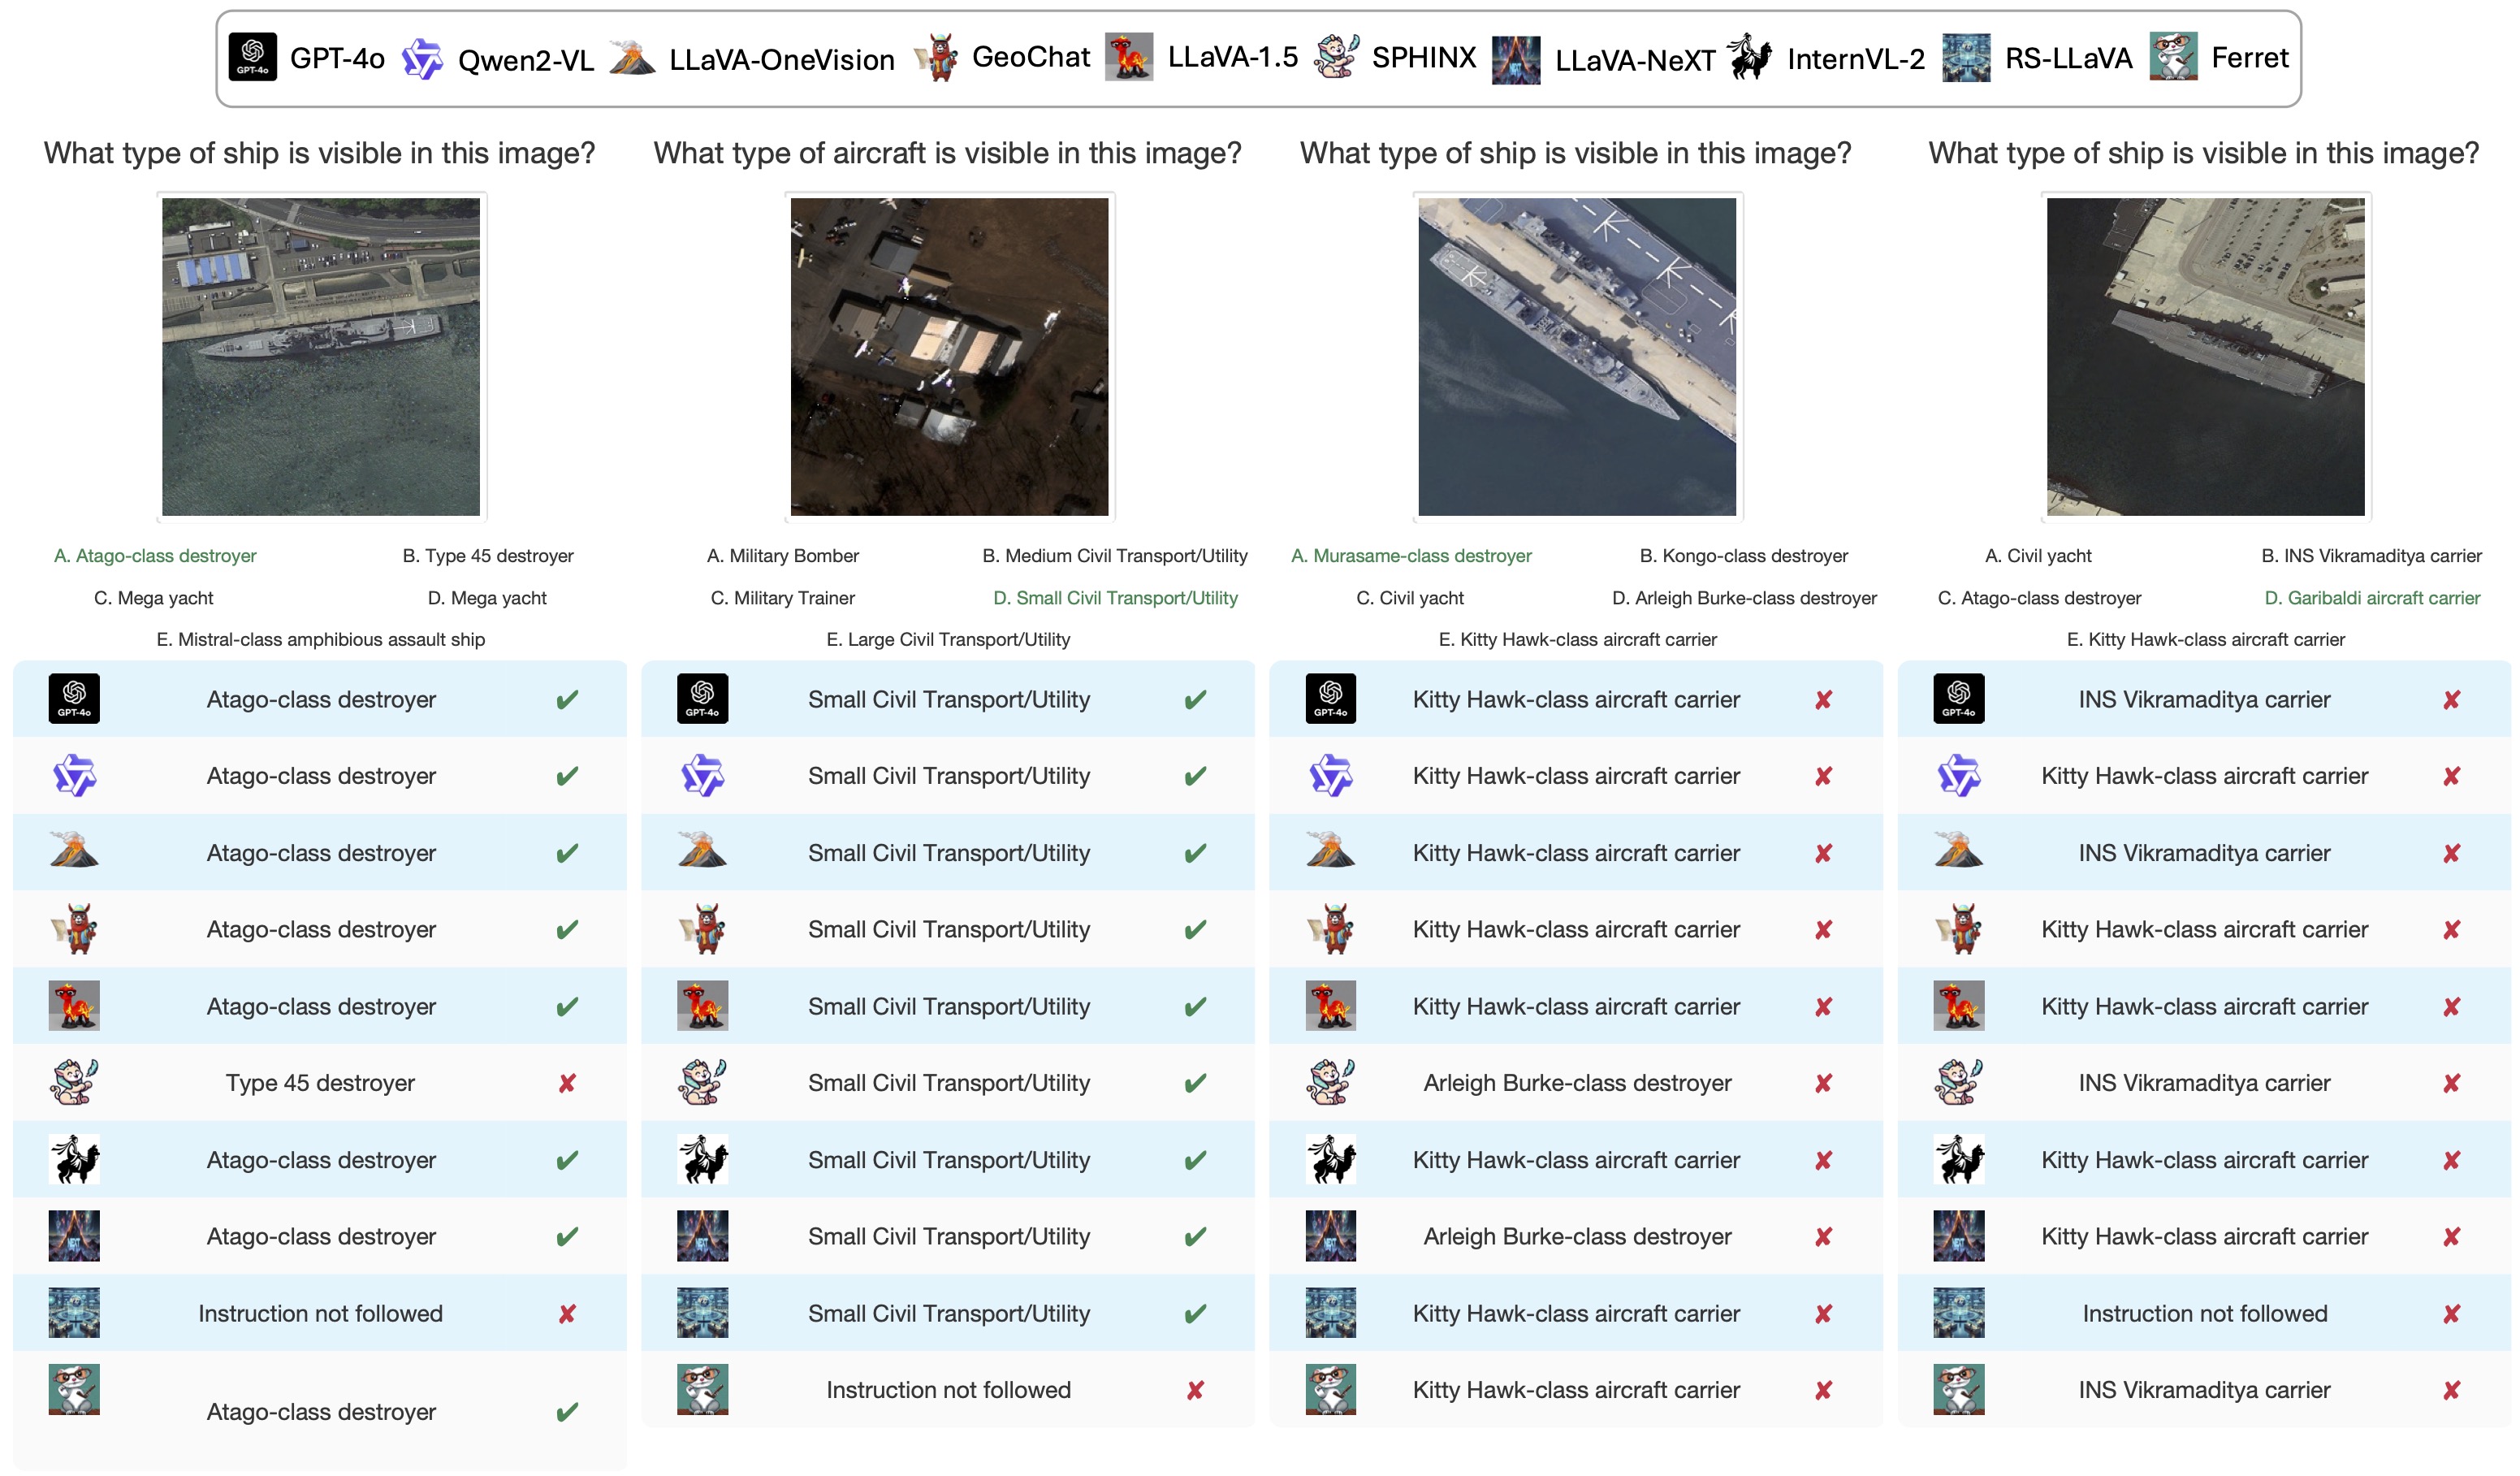 GPT-4o GPT-4o Qwen2-VL LLaVA-OneVision GeoChat LLaVA-1.5 SPHINX LLaVA-NeXT InternVL-2 RS-LLaVA Ferret
What type of ship is visible in this image?
A. Atago-class destroyer B. Type 45 destroyer
C. Mega yacht D. Mega yacht
E. Mistral-class amphibious assault ship
GPT-4o Atago-class destroyer ✔
Atago-class destroyer ✔
Atago-class destroyer ✔
Atago-class destroyer ✔
Atago-class destroyer ✔
Type 45 destroyer ✘
Atago-class destroyer ✔
NEXT Atago-class destroyer ✔
Instruction not followed ✘
Atago-class destroyer ✔
What type of aircraft is visible in this image?
A. Military Bomber B. Medium Civil Transport/Utility
C. Military Trainer D. Small Civil Transport/Utility
E. Large Civil Transport/Utility
GPT-4o Small Civil Transport/Utility ✔
Small Civil Transport/Utility ✔
Small Civil Transport/Utility ✔
Small Civil Transport/Utility ✔
Small Civil Transport/Utility ✔
Small Civil Transport/Utility ✔
Small Civil Transport/Utility ✔
NEXT Small Civil Transport/Utility ✔
Small Civil Transport/Utility ✔
Instruction not followed ✘
What type of ship is visible in this image?
A. Murasame-class destroyer B. Kongo-class destroyer
C. Civil yacht D. Arleigh Burke-class destroyer
E. Kitty Hawk-class aircraft carrier
GPT-4o Kitty Hawk-class aircraft carrier ✘
Kitty Hawk-class aircraft carrier ✘
Kitty Hawk-class aircraft carrier ✘
Kitty Hawk-class aircraft carrier ✘
Kitty Hawk-class aircraft carrier ✘
Arleigh Burke-class destroyer ✘
Kitty Hawk-class aircraft carrier ✘
NEXT Arleigh Burke-class destroyer ✘
Kitty Hawk-class aircraft carrier ✘
Kitty Hawk-class aircraft carrier ✘
What type of ship is visible in this image?
A. Civil yacht B. INS Vikramaditya carrier
C. Atago-class destroyer D. Garibaldi aircraft carrier
E. Kitty Hawk-class aircraft carrier
GPT-4o INS Vikramaditya carrier ✘
Kitty Hawk-class aircraft carrier ✘
INS Vikramaditya carrier ✘
Kitty Hawk-class aircraft carrier ✘
Kitty Hawk-class aircraft carrier ✘
INS Vikramaditya carrier ✘
Kitty Hawk-class aircraft carrier ✘
NEXT Kitty Hawk-class aircraft carrier ✘
Instruction not followed ✘
INS Vikramaditya carrier ✘